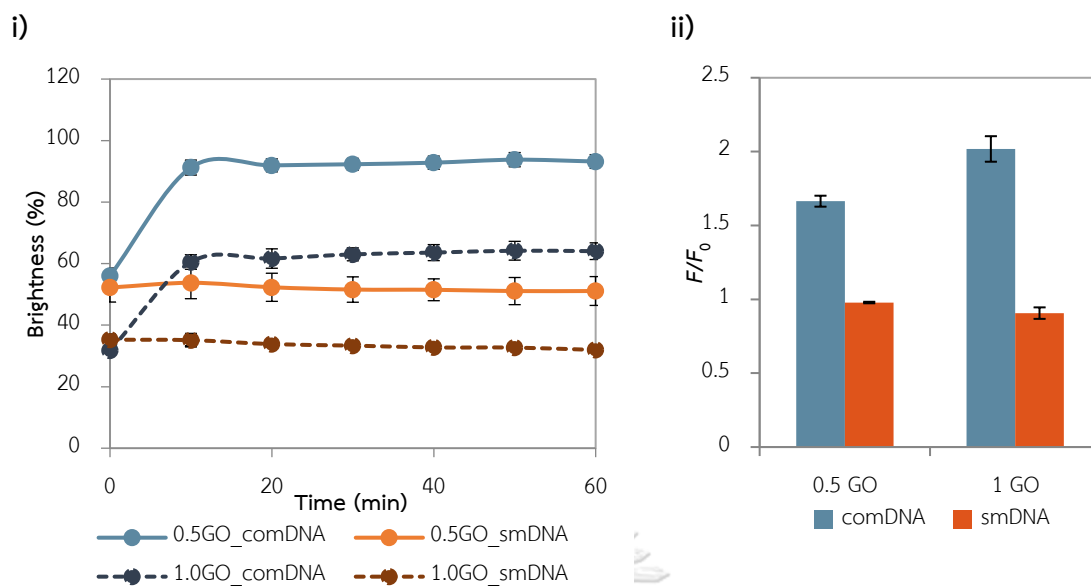 i)
120
100
80
60
40
20
0
Brightness (%)
0 20 40 60
Time (min)
0.5GO_comDNA 0.5GO_smDNA
1.0GO_comDNA 1.0GO_smDNA
ii)
2.5
2
1.5
1
0.5
0
F/F0
0.5 GO 1 GO
comDNA smDNA